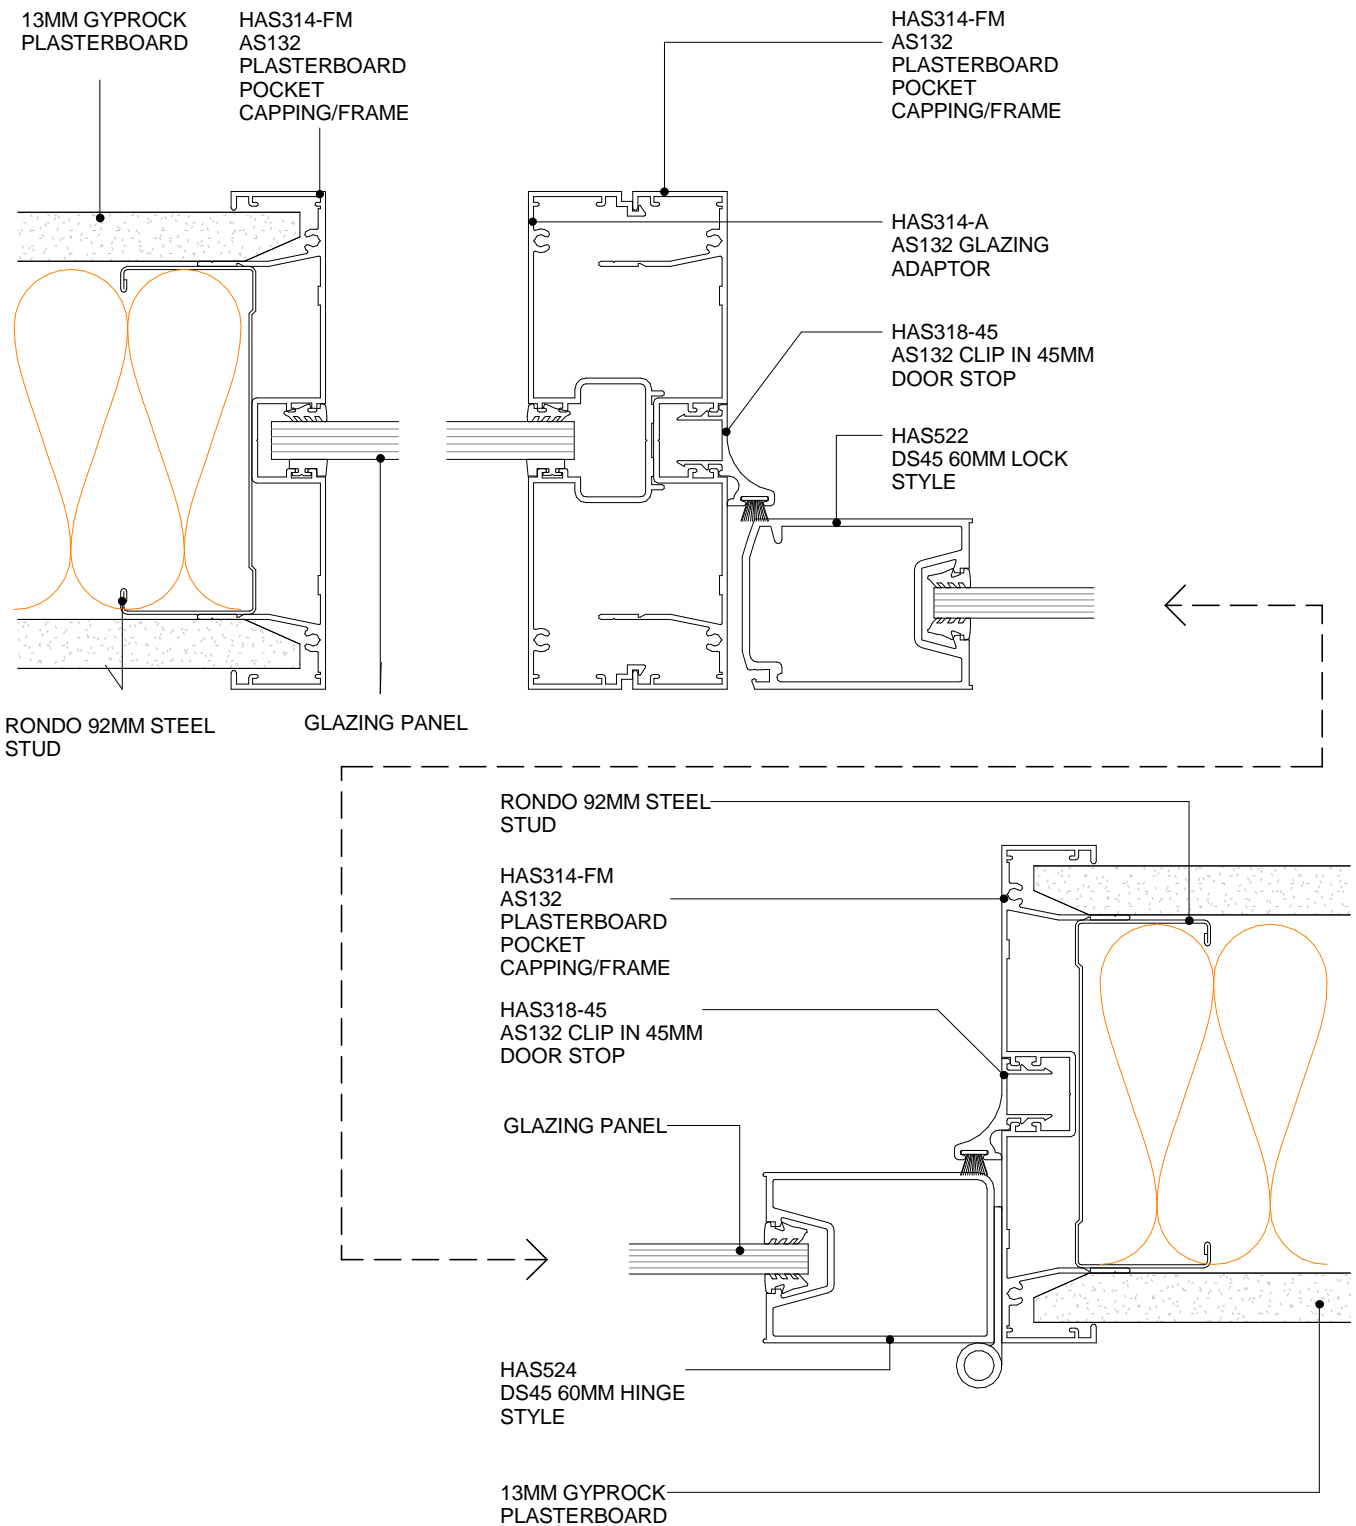 13MM GYPROCK
PLASTERBOARD
HAS314-FM
AS132
PLASTERBOARD
POCKET
CAPPING/FRAME
HAS314-FM
AS132
PLASTERBOARD
POCKET
CAPPING/FRAME
HAS314-A
AS132 GLAZING
ADAPTOR
HAS318-45
AS132 CLIP IN 45MM
DOOR STOP
HAS522
DS45 60MM LOCK
STYLE
RONDO 92MM STEEL
STUD
GLAZING PANEL
RONDO 92MM STEEL
STUD
HAS314-FM
AS132
PLASTERBOARD
POCKET
CAPPING/FRAME
HAS318-45
AS132 CLIP IN 45MM
DOOR STOP
GLAZING PANEL
HAS524
DS45 60MM HINGE
STYLE
13MM GYPROCK
PLASTERBOARD